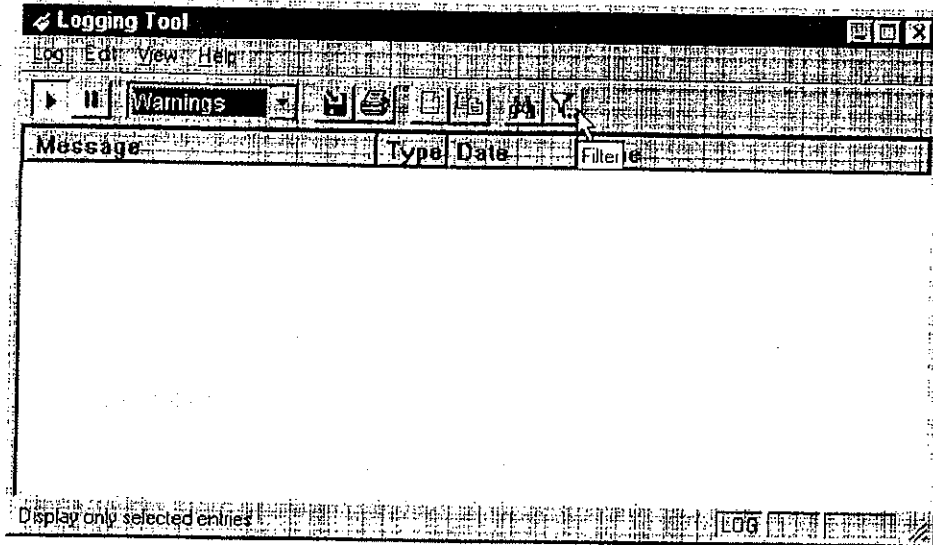 Logging Tool
Log Edit View Help
Warnings
Message Type Date
Filter
Display only selected entries
LOG